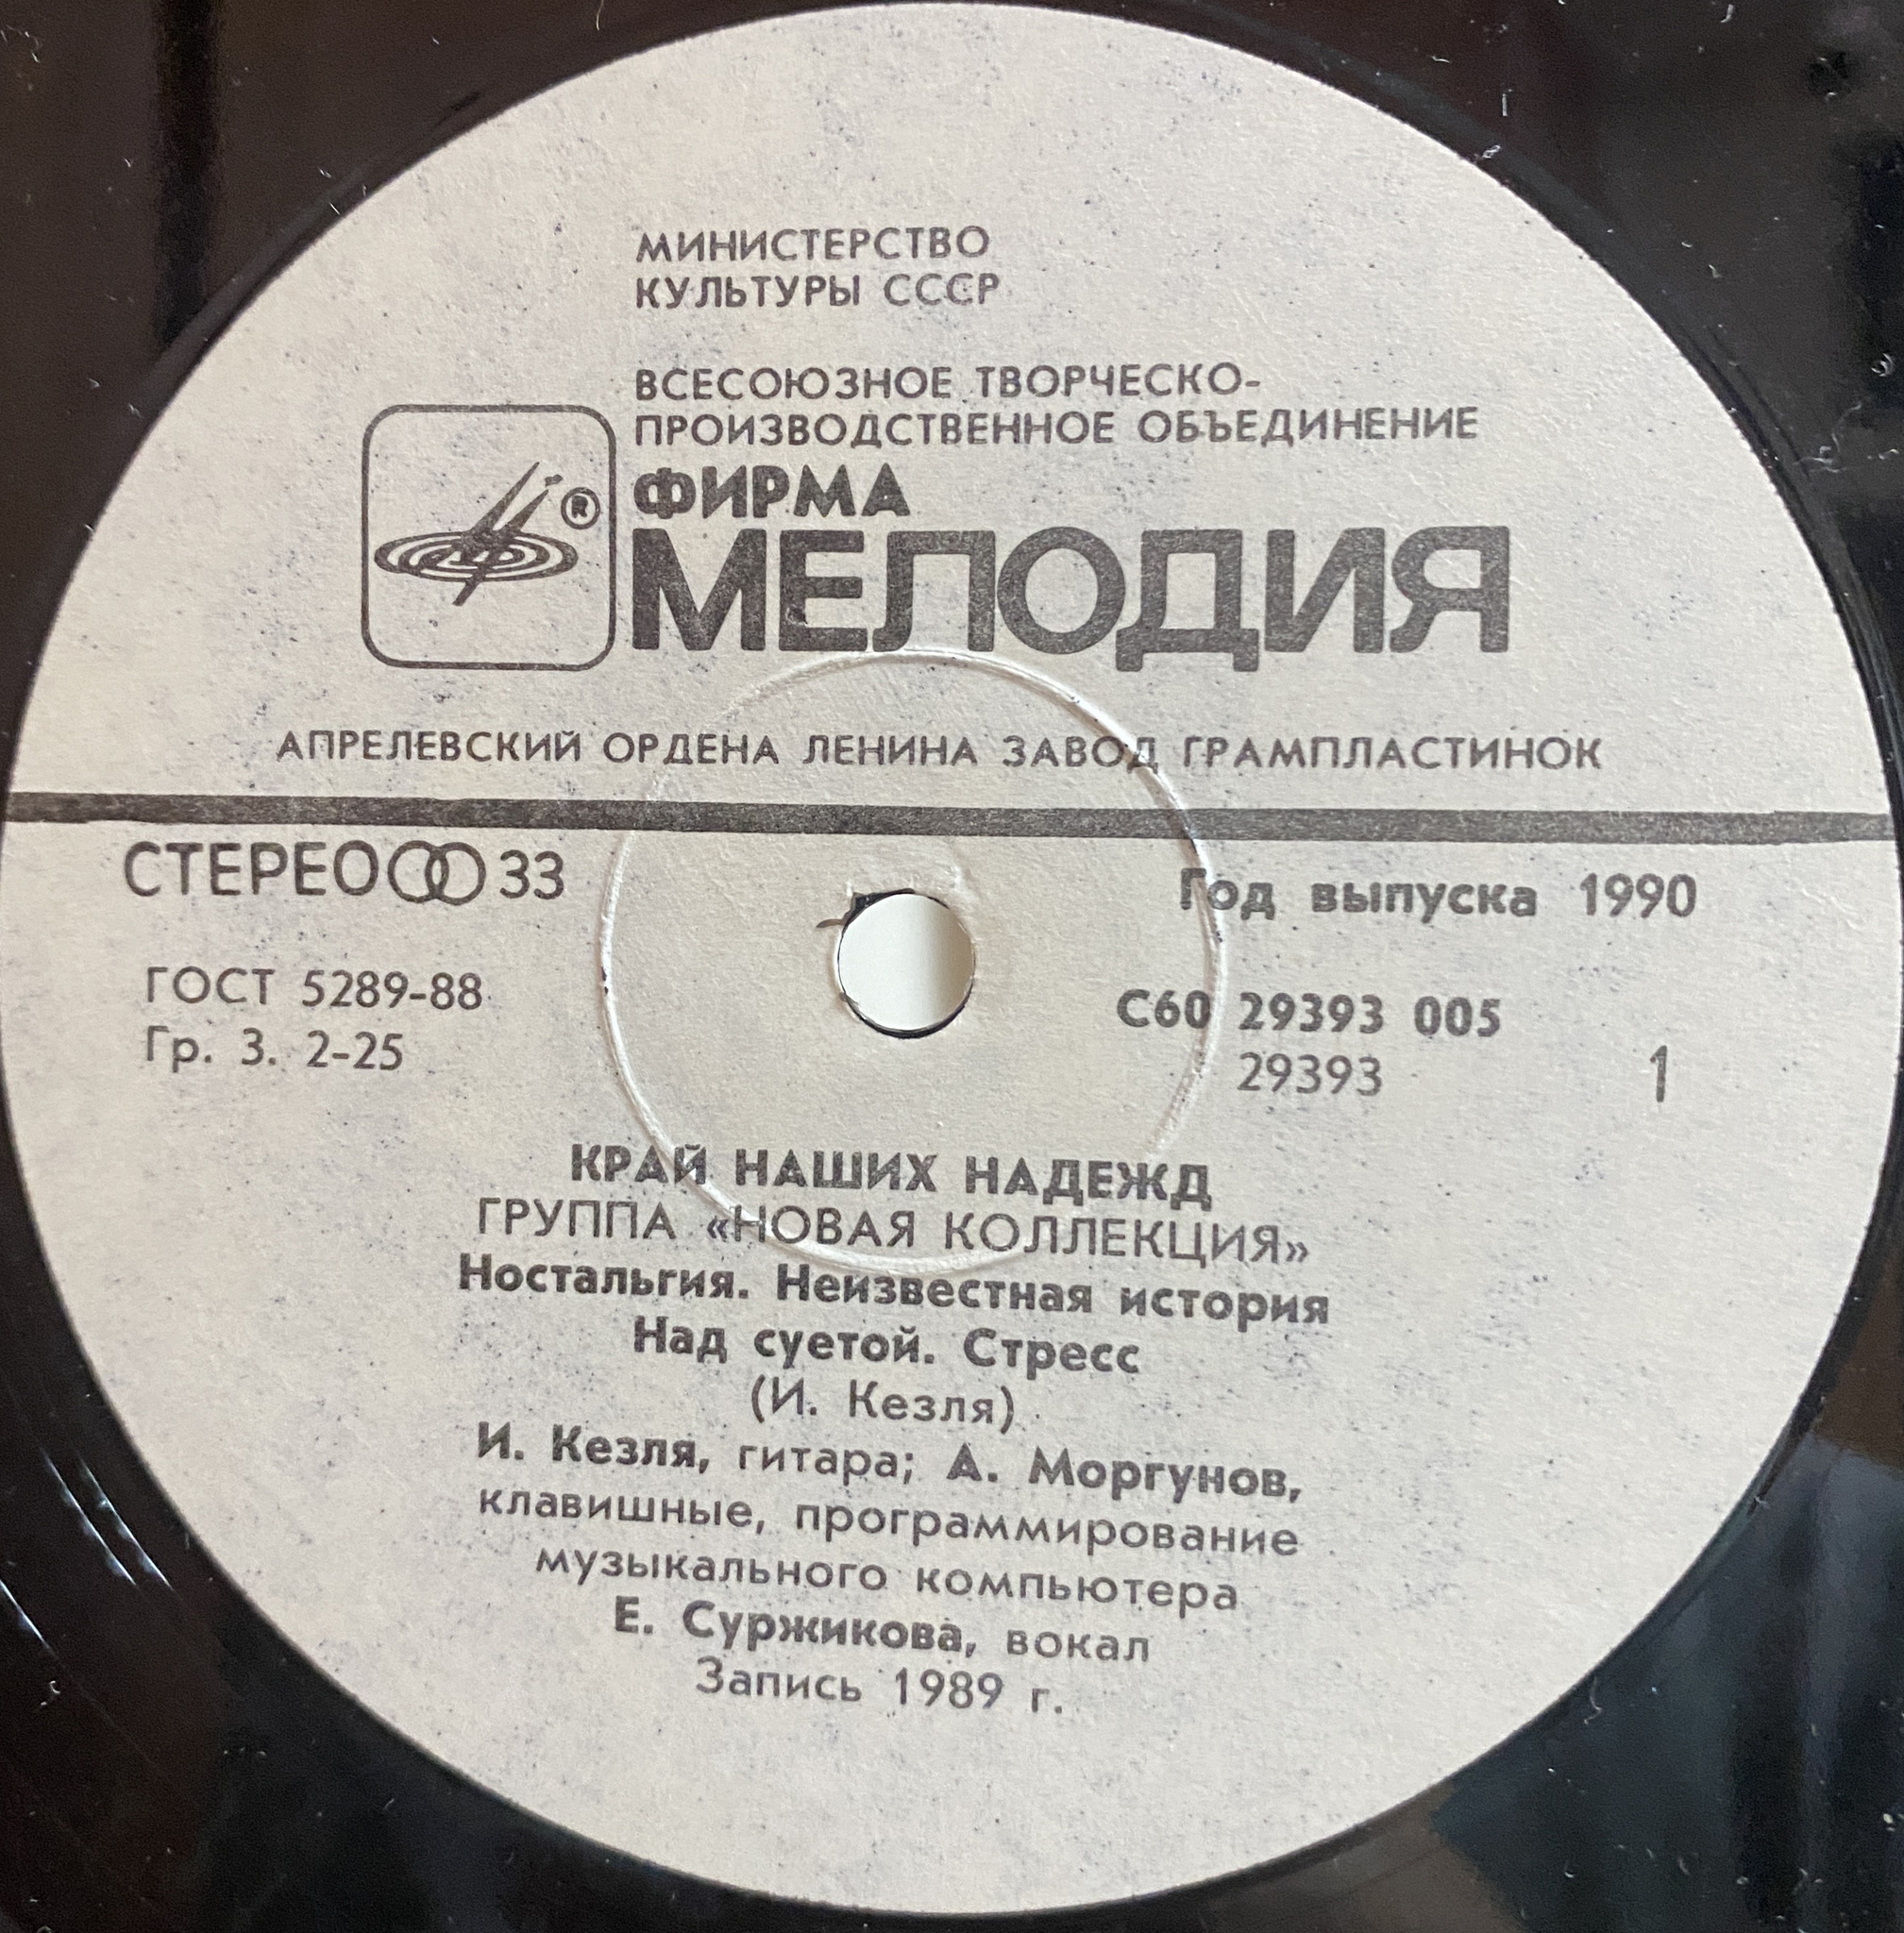 МИНИСТЕРСТВО
КУЛЬТУРЫ СССР
ВСЕСОЮЗНОЕ ТВОРЧЕСКО-
ПРОИЗВОДСТВЕННОЕ ОБЪЕДИНЕНИЕ
®
ФИРМА
МЕЛОДИЯ
АПРЕЛЕВСКИЙ ОРДЕНА ЛЕНИНА ЗАВОД ГРАМПЛАСТИНОК
СТЕРЕО 33
Год выпуска 1990
ГОСТ 5289-88
Гр. 3. 2-25
С60 29393 005
29393
1
КРАЙ НАШИХ НАДЕЖД
ГРУППА «НОВАЯ КОЛЛЕКЦИЯ»
Ностальгия. Неизвестная история
Над суетой. Стресс
(И. Кезля)
И. Кезля, гитара; А. Моргунов,
клавишные, программирование
музыкального компьютера
Е. Суржикова, вокал
Запись 1989 г.